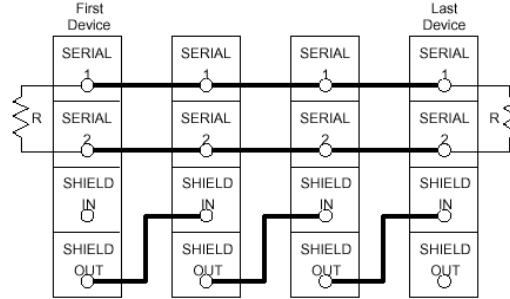 First
Device
Last
Device
SERIAL
1
SERIAL
1
SERIAL
1
SERIAL
1
R
SERIAL
2
SERIAL
2
SERIAL
2
SERIAL
2
R
SHIELD
IN
SHIELD
IN
SHIELD
IN
SHIELD
IN
SHIELD
OUT
SHIELD
OUT
SHIELD
OUT
SHIELD
OUT